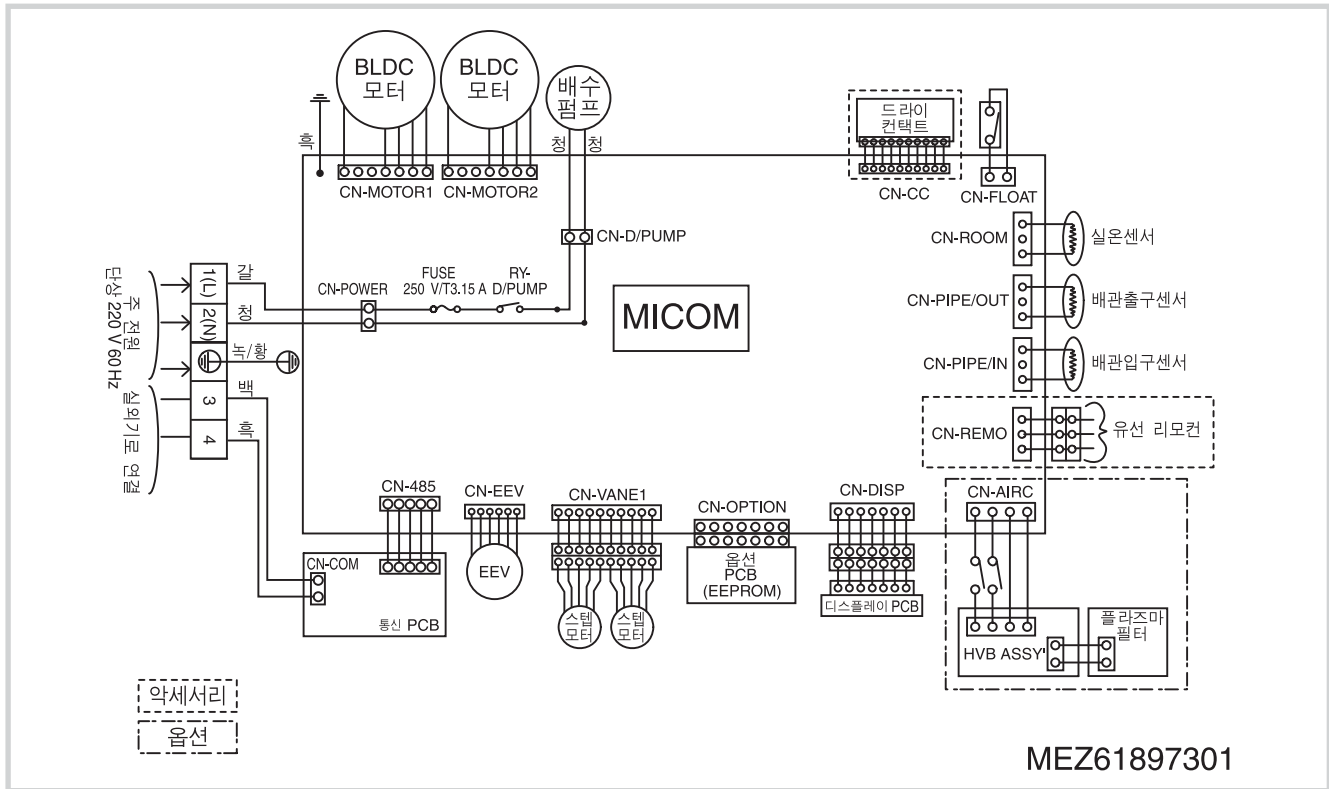 BLDC
모터
BLDC
모터
배수
펌프
드라이
컨택트
흑
청
청
CN-MOTOR1
CN-MOTOR2
CN-CC
CN-FLOAT
CN-D/PUMP
CN-ROOM
실온센서
주 전원
단상 220 V 60 Hz
1(L)
갈
2(N)
청
녹/황
3
백
4
흑
실외기로 연결
CN-POWER
FUSE
250 V/T3.15 A
RY-
D/PUMP
MICOM
CN-PIPE/OUT
배관출구센서
CN-PIPE/IN
배관입구센서
CN-REMO
유선 리모컨
CN-485
CN-EEV
CN-VANE1
CN-OPTION
CN-DISP
CN-AIRC
CN-COM
통신 PCB
EEV
스텝
모터
스텝
모터
옵션
PCB
(EEPROM)
디스플레이 PCB
HVB ASSY'
플라즈마
필터
악세서리
옵션
MEZ61897301